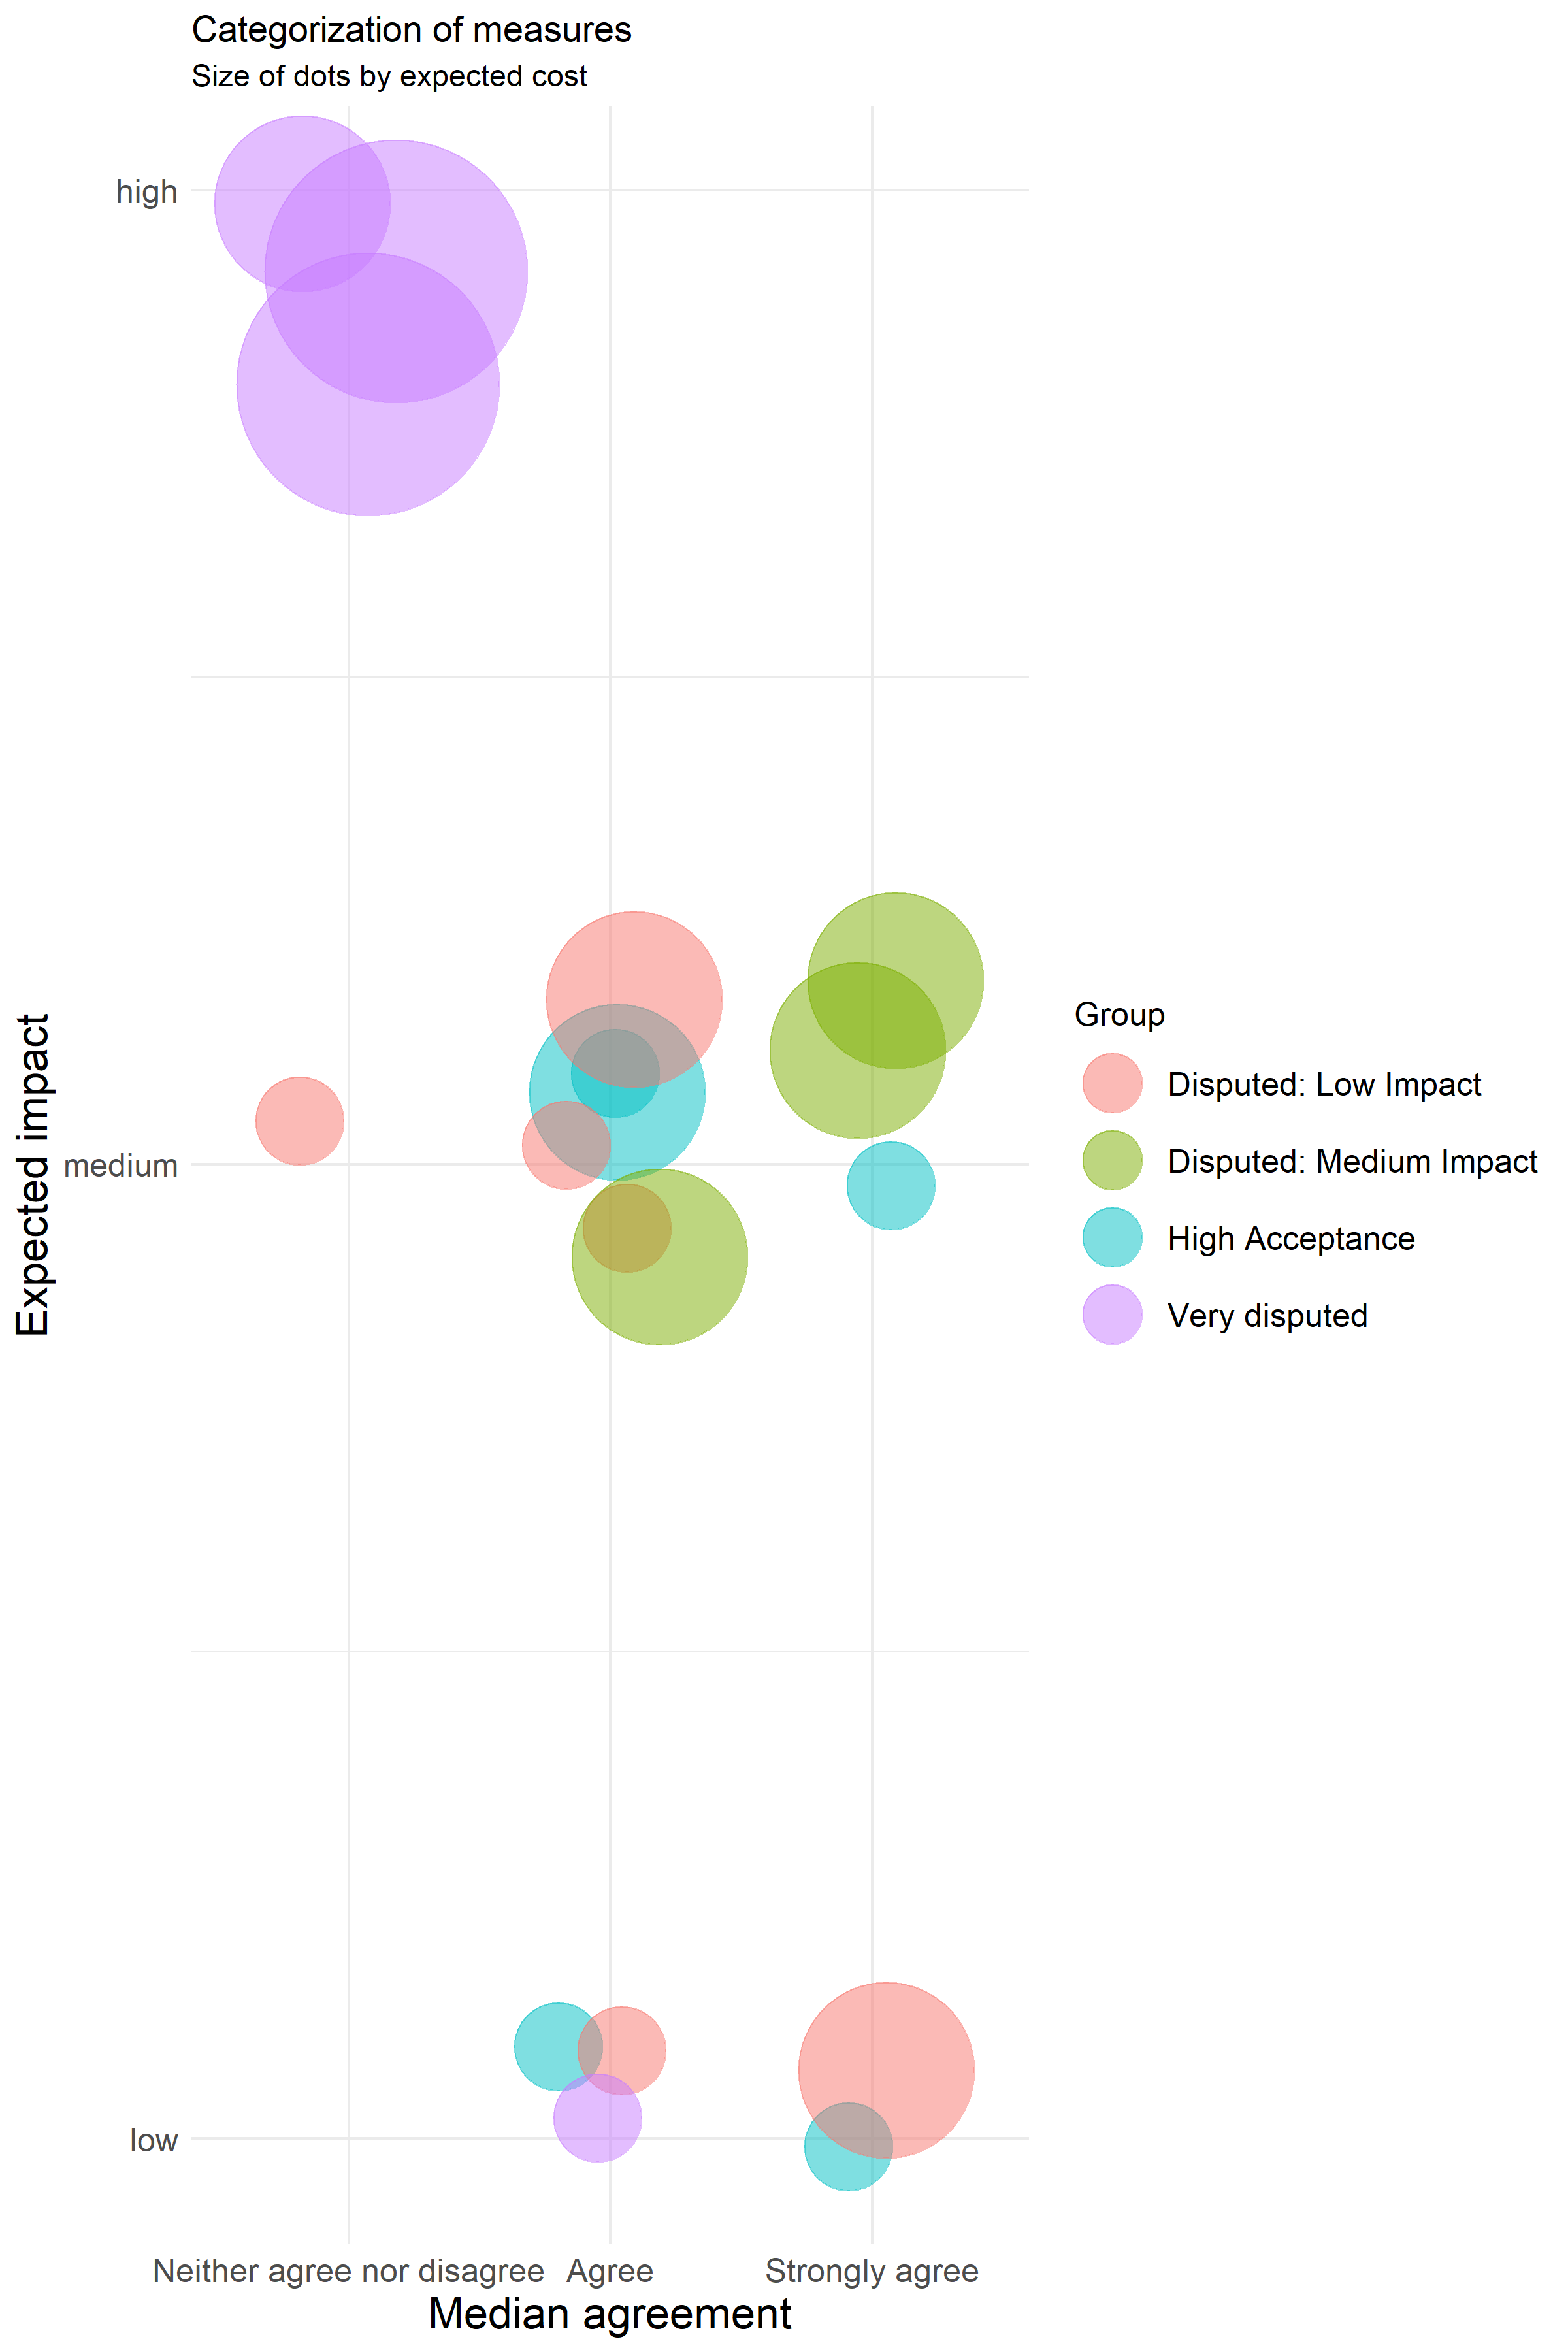 Categorization of measures
Size of dots by expected cost
high
medium
low
Expected impact
Neither agree nor disagree
Agree
Strongly agree
Median agreement
Group
Disputed: Low Impact
Disputed: Medium Impact
High Acceptance
Very disputed